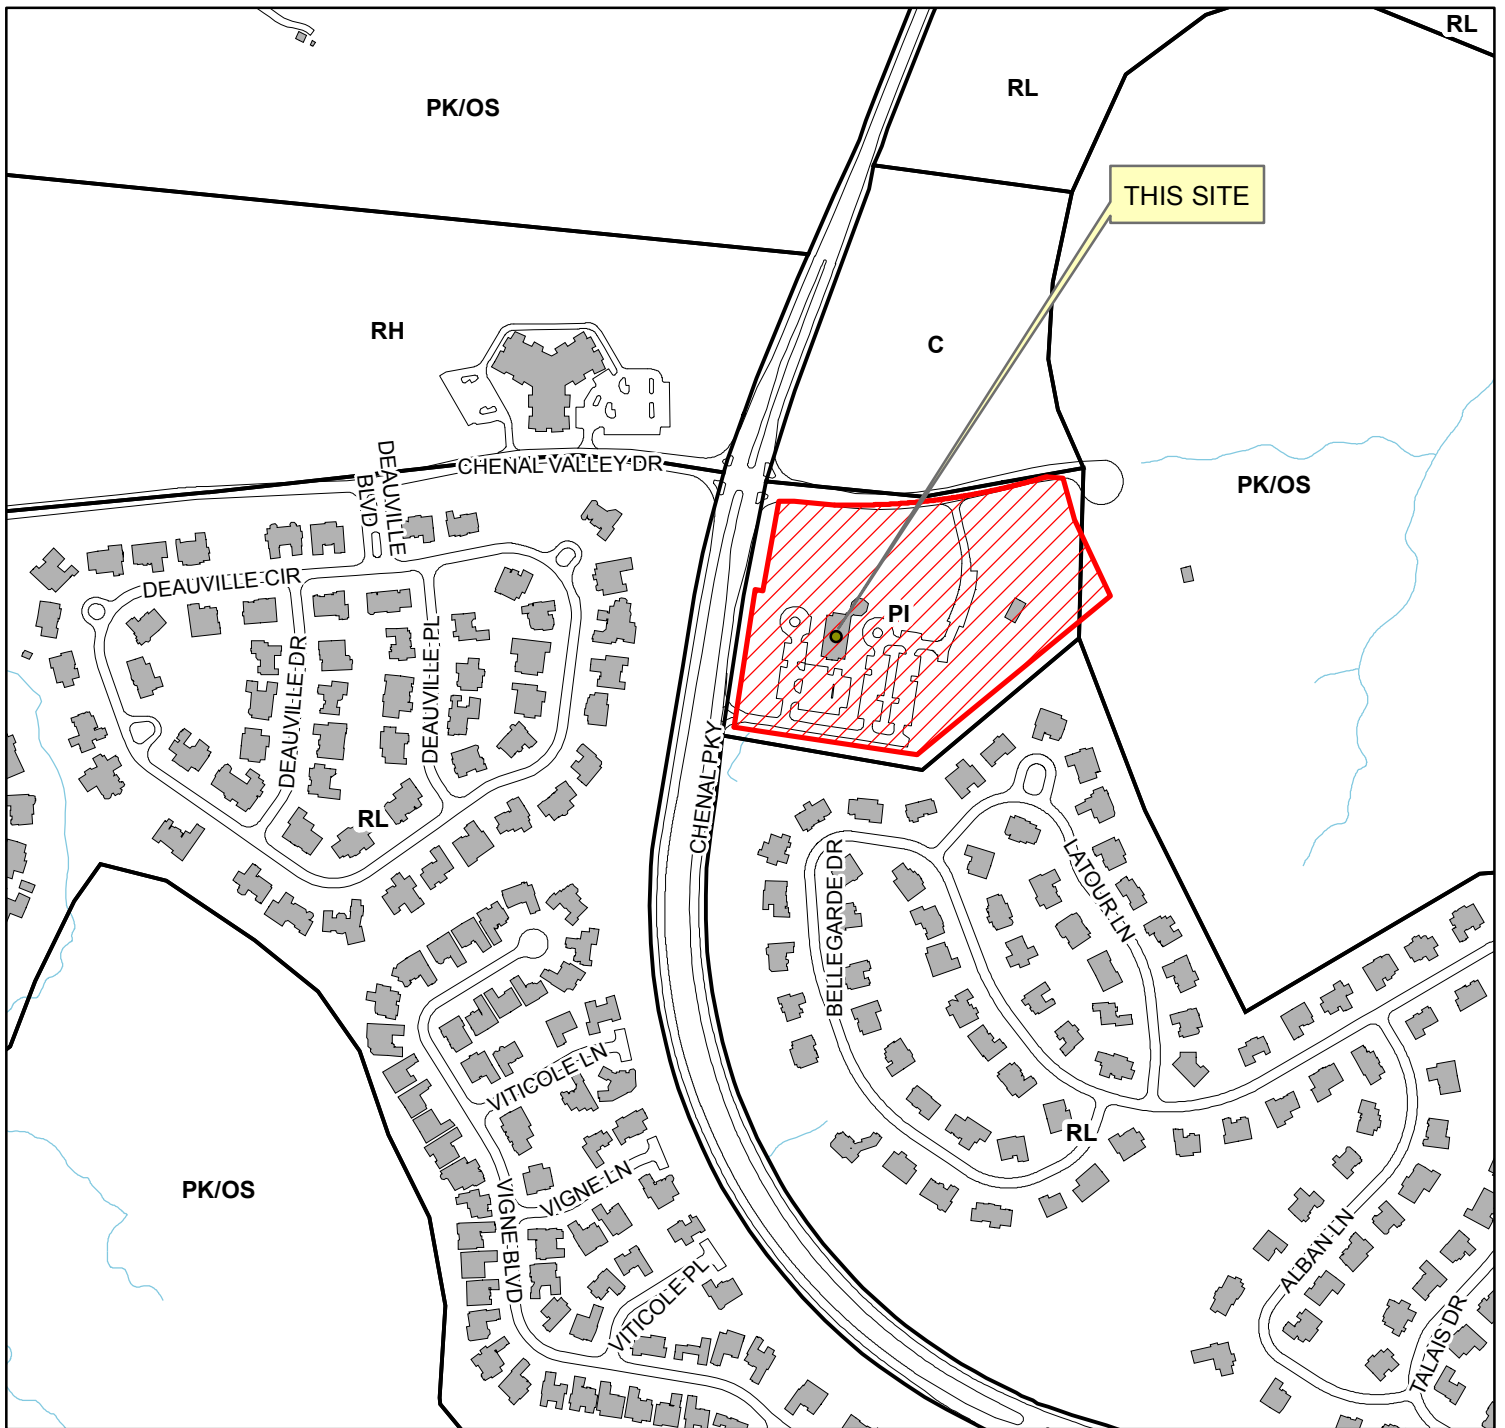 RL
PK/OS
RL
THIS SITE
RH
C
CHENAL VALLEY DR
DEAUVILLE
BLVD
PK/OS
DEAUVILLE CIR
PI
DEAUVILLE DR
DEAUVILLE PL
CHENAL PKY
RL
BELLEGARDE DR
LATOUR LN
VITICOLE LN
RL
PK/OS
VIGNE LN
VIGNE BLVD
ALBAN LN
VITICOLE PL
TALAIS DR